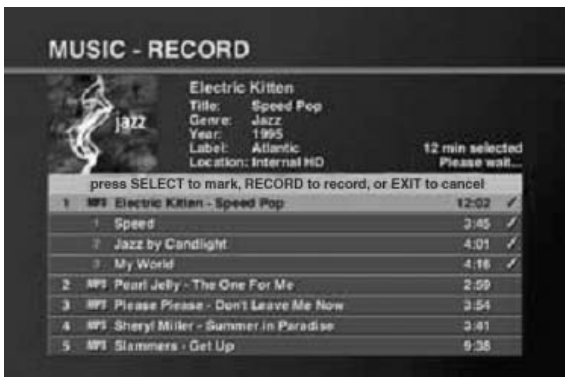 MUSIC - RECORD
jazz
Electric Kitten
Title: Speed Pop
Genre: Jazz
Year: 1995
Label: Atlantic
Location: Internal HD
12 min selected
Please wait...
press SELECT to mark, RECORD to record, or EXIT to cancel
1 MP3 Electric Kitten - Speed Pop 12:02 ✓
1 Speed 3:45 ✓
2 Jazz by Candlight 4:01 ✓
3 My World 4:16 ✓
2 MP3 Pearl Jelly - The One For Me 2:59
3 MP3 Please Please - Don't Leave Me Now 3:54
4 MP3 Sheryl Miller - Summer in Paradise 3:41
5 MP3 Slammers - Get Up 9:38